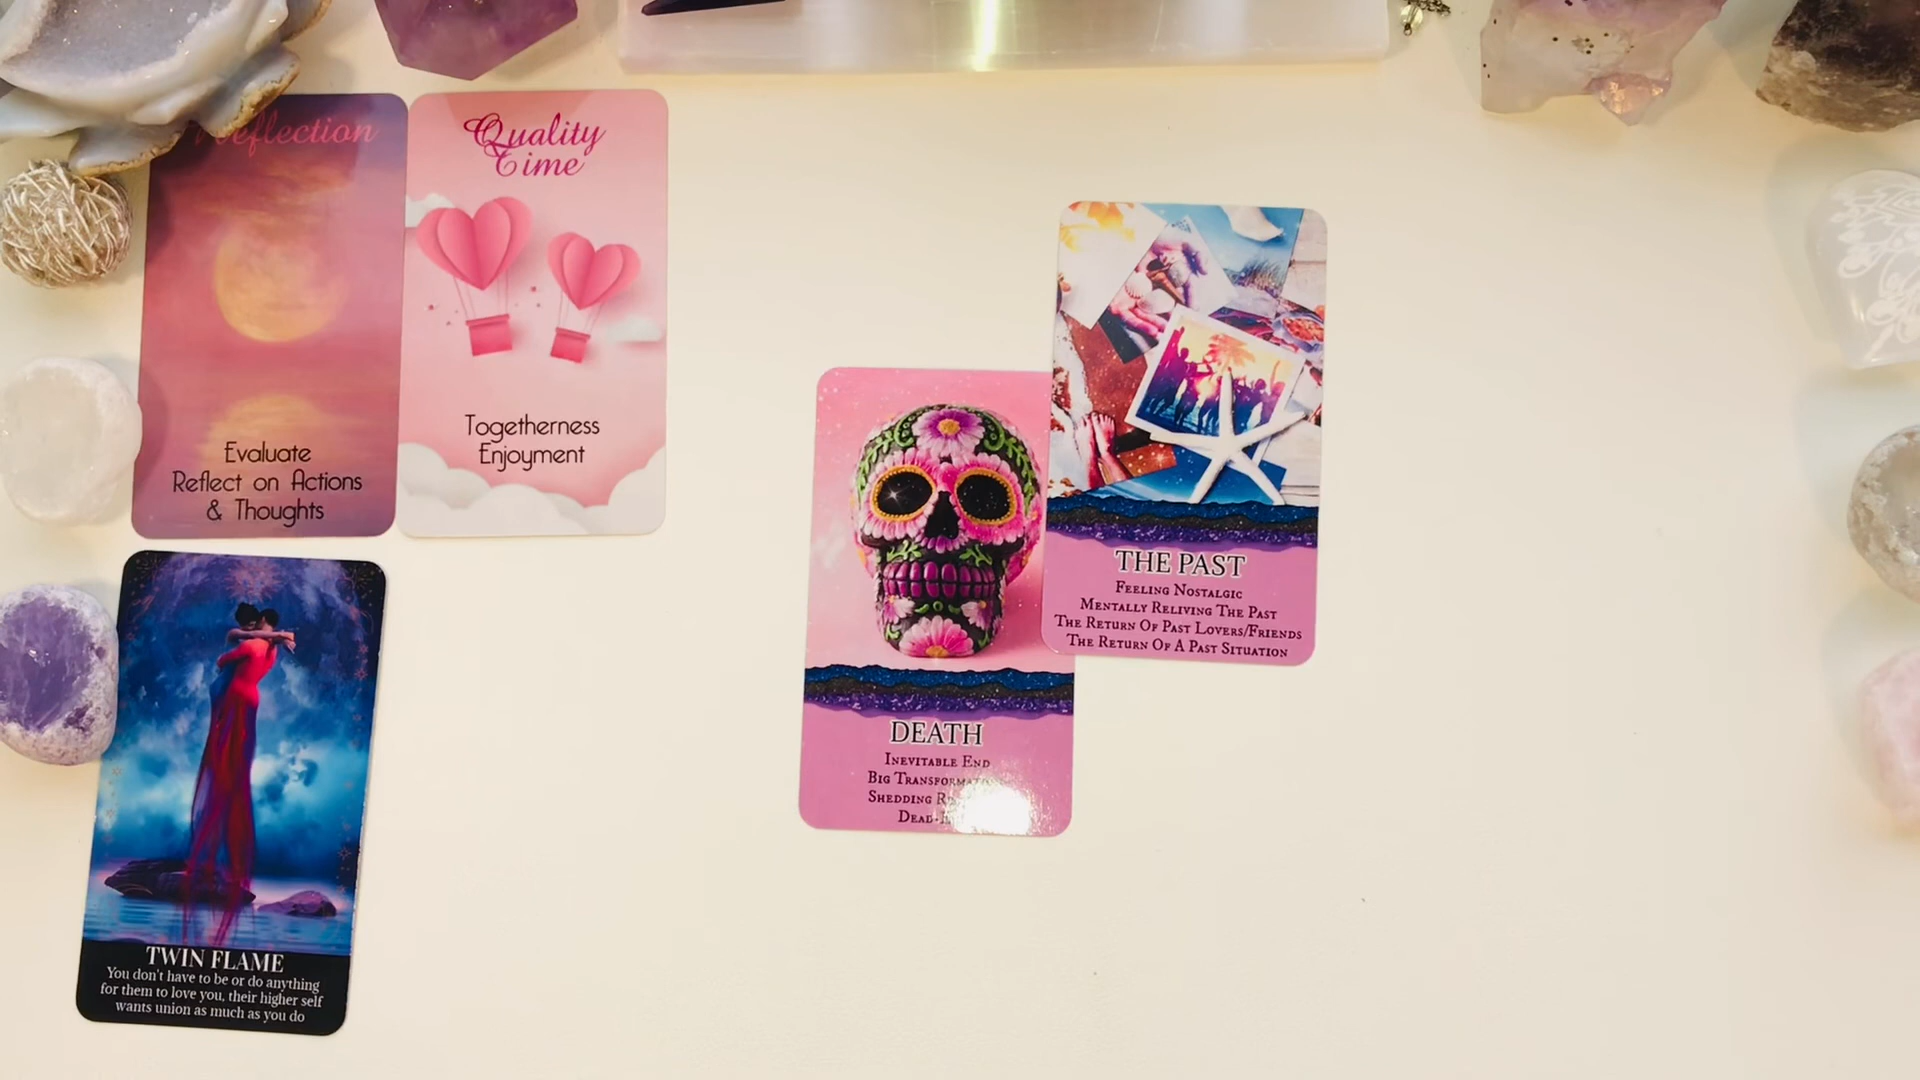 Reflection
Evaluate
Reflect on Actions
& Thoughts
Quality
Time
Togetherness
Enjoyment
TWIN FLAME
You don't have to be or do anything
for them to love you, their higher self
wants union as much as you do
DEATH
Inevitable End
Big Transformation
Shedding
THE PAST
Feeling Nostalgic
Mentally Reliving The Past
The Return Of Past Lovers/Friends
The Return Of A Past Situation